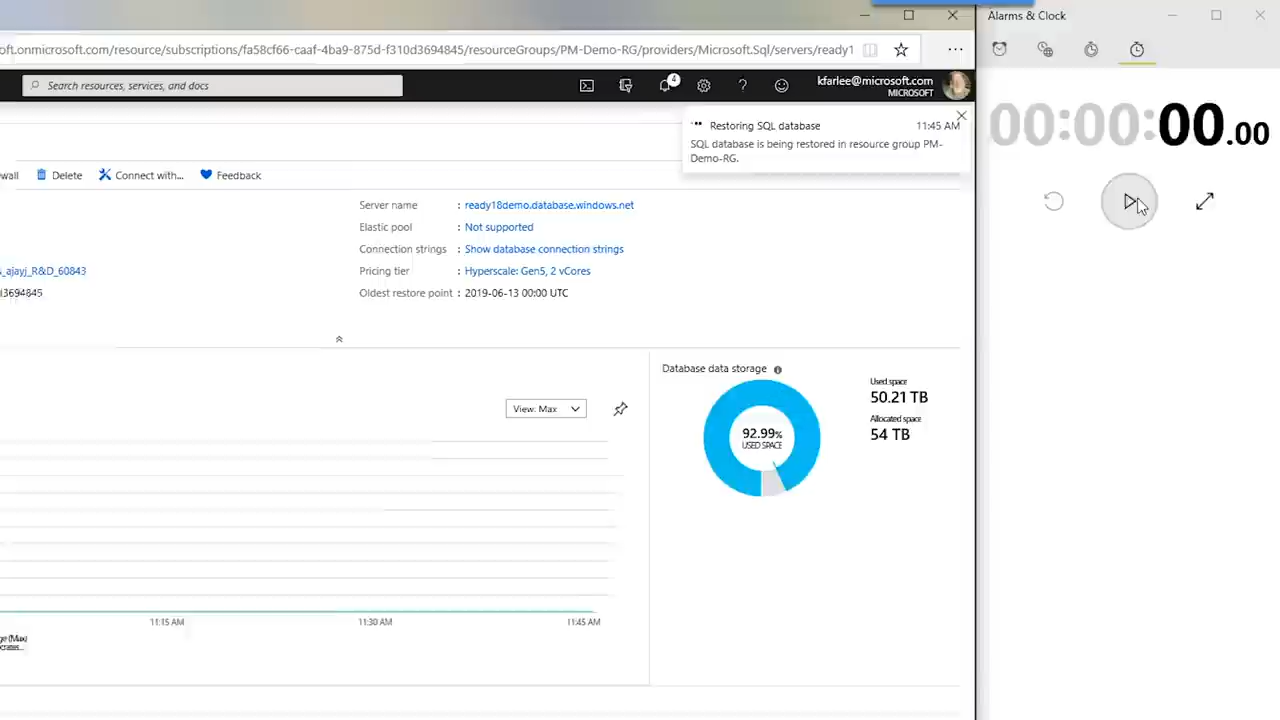 Alarms & Clock
oft.onmicrosoft.com/resource/subscriptions/fa58cf66-caaf-4ba9-875d-f310d3694845/resourceGroups/PM-Demo-RG/providers/Microsoft.Sql/servers/ready1
Search resources, services, and docs
4
kfarlee@microsoft.com
MICROSOFT
00:00:00.00
Restoring SQL database
11:45 AM
SQL database is being restored in resource group PM-
Demo-RG.
wall
Delete
Connect with...
Feedback
Server name : ready18demo.database.windows.net
Elastic pool : Not supported
Connection strings : Show database connection strings
_ajayj_R&D_60843
Pricing tier : Hyperscale: Gen5, 2 vCores
3694845
Oldest restore point : 2019-06-13 00:00 UTC
View: Max
Database data storage
Used space
50.21 TB
Allocated space
54 TB
92.99%
USED SPACE
11:15 AM
11:30 AM
11:45 AM
ge (Max)